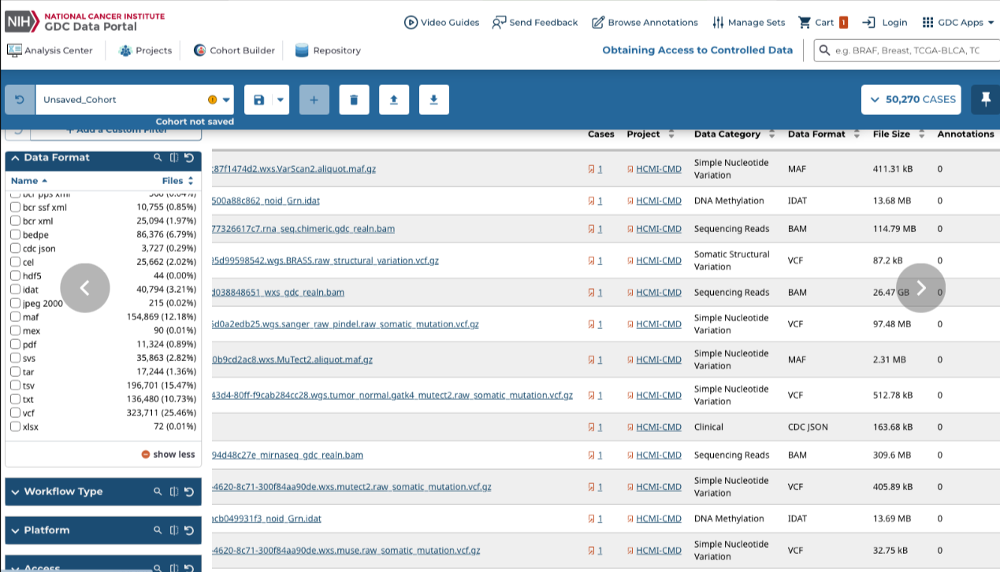 NIH NATIONAL CANCER INSTITUTE
GDC Data Portal
Video Guides Send Feedback Browse Annotations Manage Sets Cart 1 Login GDC Apps
Analysis Center Projects Cohort Builder Repository Obtaining Access to Controlled Data e.g. BRAF, Breast, TCGA-BLCA, TC
Unsaved_Cohort 50,270 CASES
Cohort not saved
+ Add a Custom Filter
Data Format
Name Files
bcr pps xml
bcr ssf xml 10,755 (0.85%)
bcr xml 25,094 (1.97%)
bedpe 86,376 (6.79%)
cdc json 3,727 (0.29%)
cel 25,662 (2.02%)
hdf5 44 (0.00%)
idat 40,794 (3.21%)
jpeg 2000 215 (0.02%)
maf 154,869 (12.18%)
mex 90 (0.01%)
pdf 11,324 (0.89%)
svs 35,863 (2.82%)
tar 17,244 (1.36%)
tsv 196,701 (15.47%)
txt 136,480 (10.73%)
vcf 323,711 (25.46%)
xlsx 72 (0.01%)
show less
Workflow Type
Platform
Access
Cases Project Data Category Data Format File Size Annotations
87f1474d2.wxs.VarScan2.aliquot.maf.gz 1 HCMI-CMD Simple Nucleotide Variation MAF 411.31 kB 0
500a88c862_noid_Grn.idat 1 HCMI-CMD DNA Methylation IDAT 13.68 MB 0
77326617c7.rna_seq.chimeric.gdc_realn.bam 1 HCMI-CMD Sequencing Reads BAM 114.79 MB 0
5d99598542.wgs.BRASS.raw_structural_variation.vcf.gz 1 HCMI-CMD Somatic Structural Variation VCF 87.2 kB 0
d038848651_wxs_gdc_realn.bam 1 HCMI-CMD Sequencing Reads BAM 26.47 GB 0
d0a2edb25.wgs.sanger_raw_pindel.raw_somatic_mutation.vcf.gz 1 HCMI-CMD Simple Nucleotide Variation VCF 97.48 MB 0
0b9cd2ac8.wxs.MuTect2.aliquot.maf.gz 1 HCMI-CMD Simple Nucleotide Variation MAF 2.31 MB 0
43d4-80ff-f9cab284cc28.wgs.tumor_normal.gatk4_mutect2.raw_somatic_mutation.vcf.gz 1 HCMI-CMD Simple Nucleotide Variation VCF 512.78 kB 0
1 HCMI-CMD Clinical CDC JSON 163.68 kB 0
94d48c27e_mirnaseq_gdc_realn.bam 1 HCMI-CMD Sequencing Reads BAM 309.6 MB 0
-4620-8c71-300f84aa90de.wxs.mutect2.raw_somatic_mutation.vcf.gz 1 HCMI-CMD Simple Nucleotide Variation VCF 405.89 kB 0
cb049931f3_noid_Grn.idat 1 HCMI-CMD DNA Methylation IDAT 13.69 MB 0
-4620-8c71-300f84aa90de.wxs.muse.raw_somatic_mutation.vcf.gz 1 HCMI-CMD Simple Nucleotide Variation VCF 32.75 kB 0